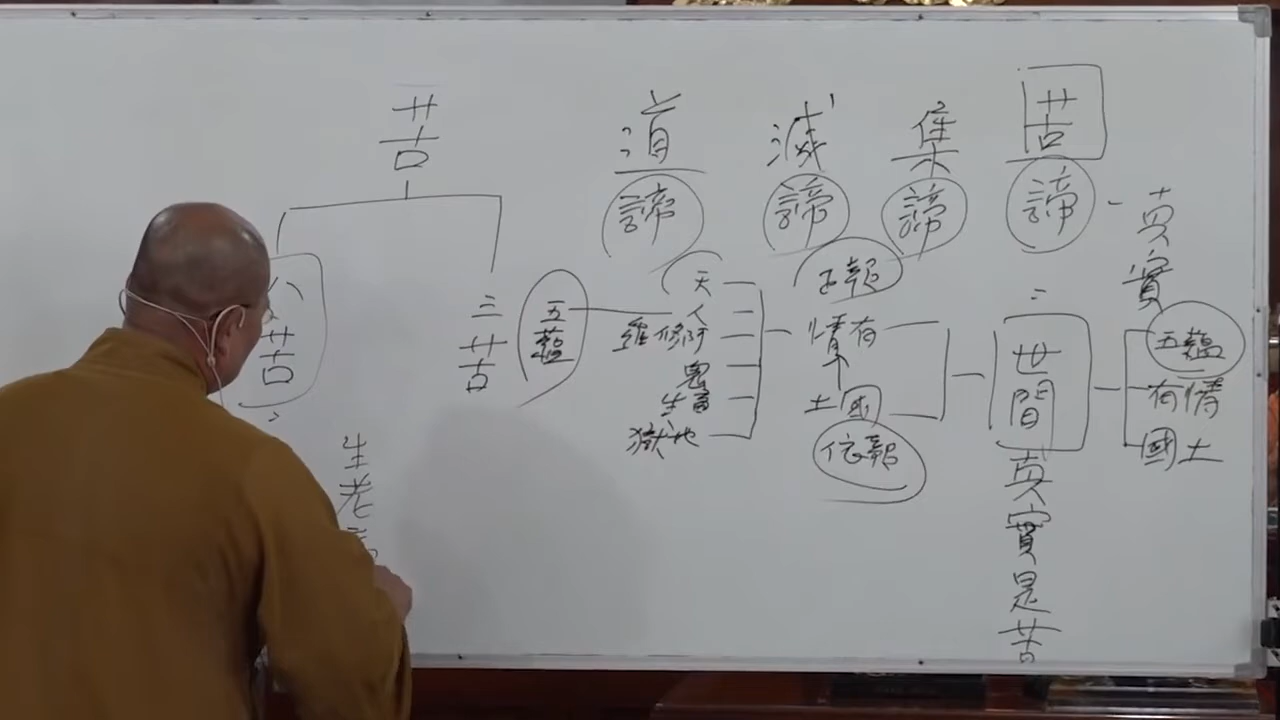 苦諦
集諦
滅諦
道諦
真實
世間真實是苦
五蘊
有情
國土
有情
國土
正報
依報
天
人
修阿羅
鬼
畜生
地獄
五蘊
苦
三苦
八苦
生老